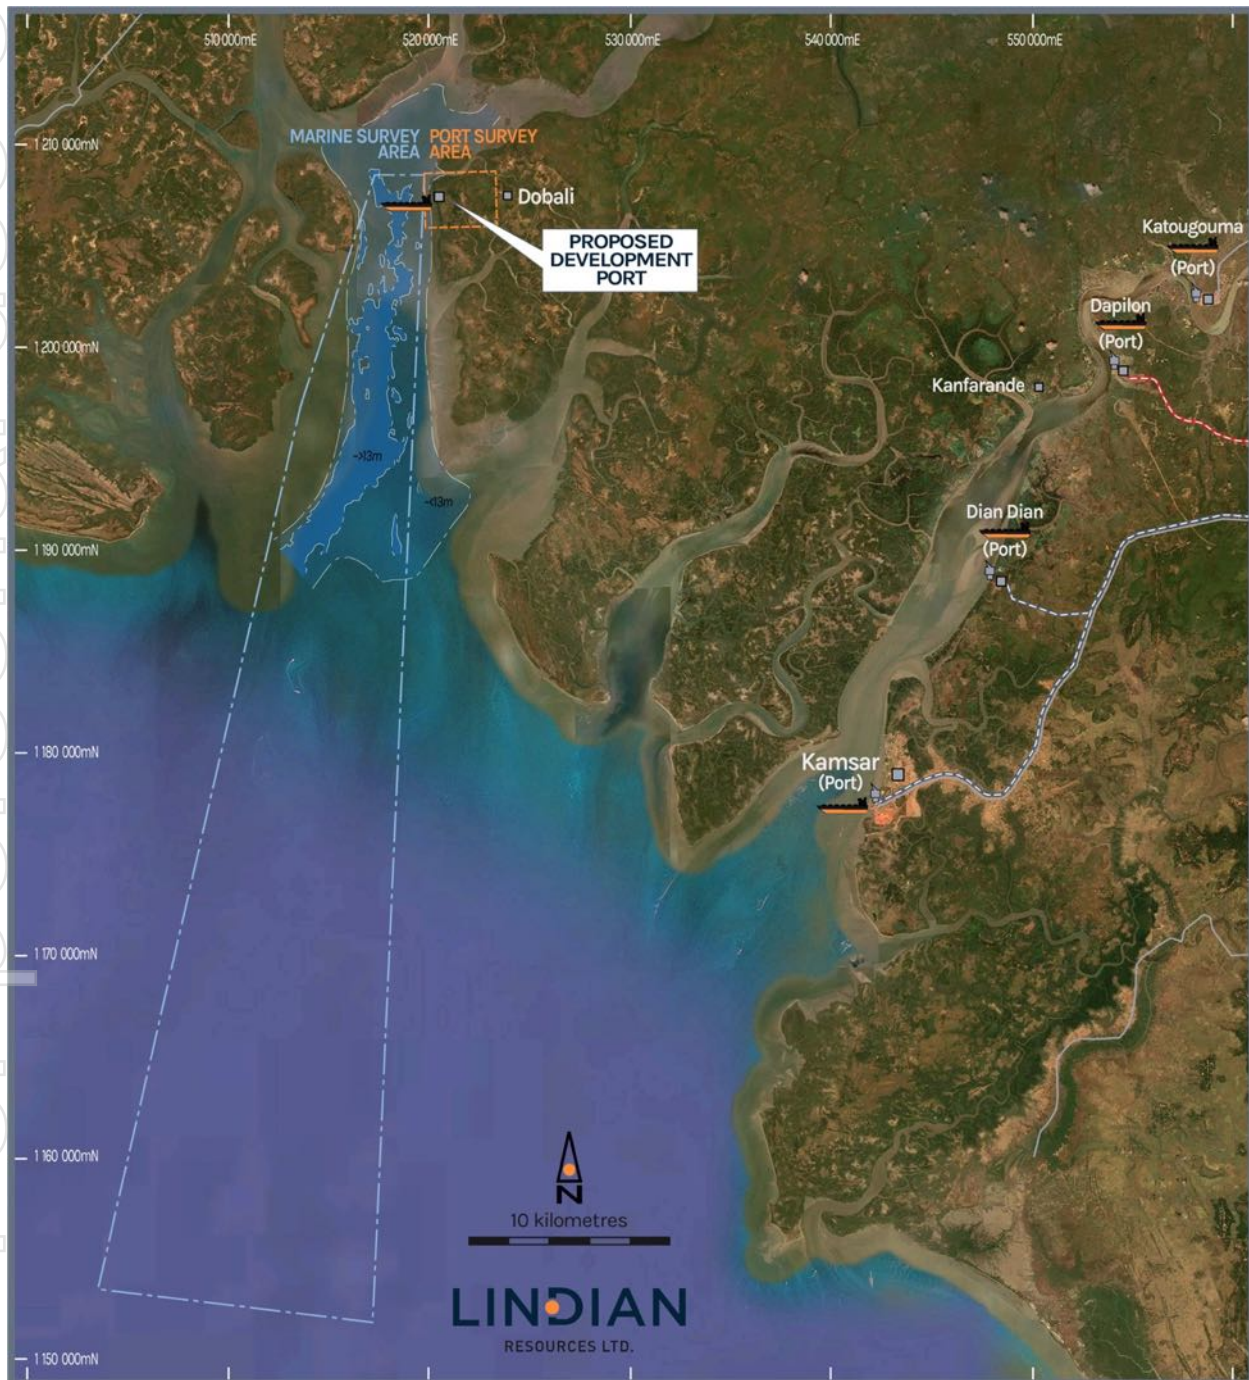 510 000mE
520 000mE
530 000mE
540 000mE
550 000mE
1 210 000mN
MARINE SURVEY
AREA
PORT SURVEY
AREA
Dobali
PROPOSED
DEVELOPMENT
PORT
Katougouma
(Port)
Dapilon
(Port)
1 200 000mN
Kanfarande
->13m
-<13m
Dian Dian
(Port)
1 190 000mN
1 180 000mN
Kamsar
(Port)
1 170 000mN
1 160 000mN
N
10 kilometres
LINDIAN
RESOURCES LTD.
1 150 000mN